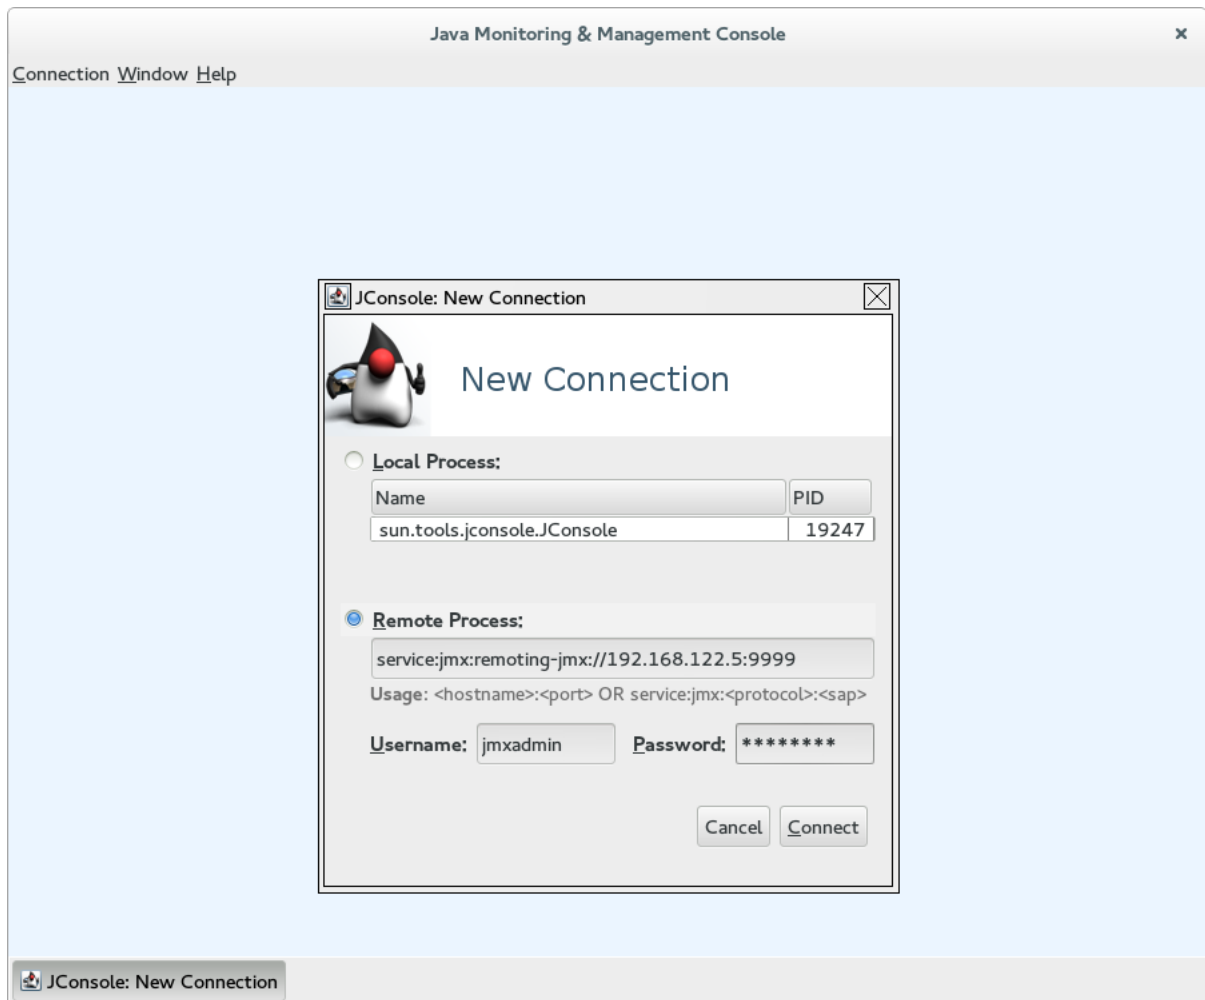 Java Monitoring & Management Console
Connection Window Help
JConsole: New Connection
New Connection
Local Process:
Name PID
sun.tools.jconsole.JConsole 19247
Remote Process:
service:jmx:remoting-jmx://192.168.122.5:9999
Usage: <hostname>:<port> OR service:jmx:<protocol>:<sap>
Username: jmxadmin Password: ********
Cancel Connect
JConsole: New Connection